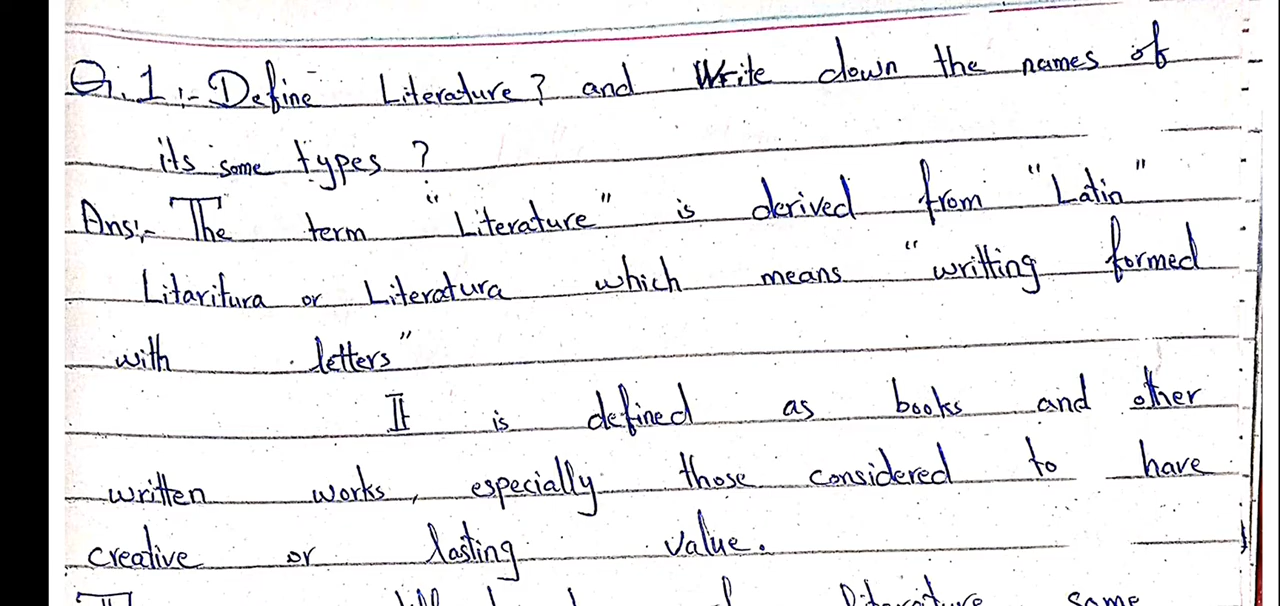 Q.1:- Define Literature? and Write down the names of
its some types?
Ans:- The term "Literature" is derived from "Latin"
Litaritura or Literatura which means "writting formed
with letters"
It is defined as books and other
written works, especially those considered to have
creative or lasting value.
Literature some